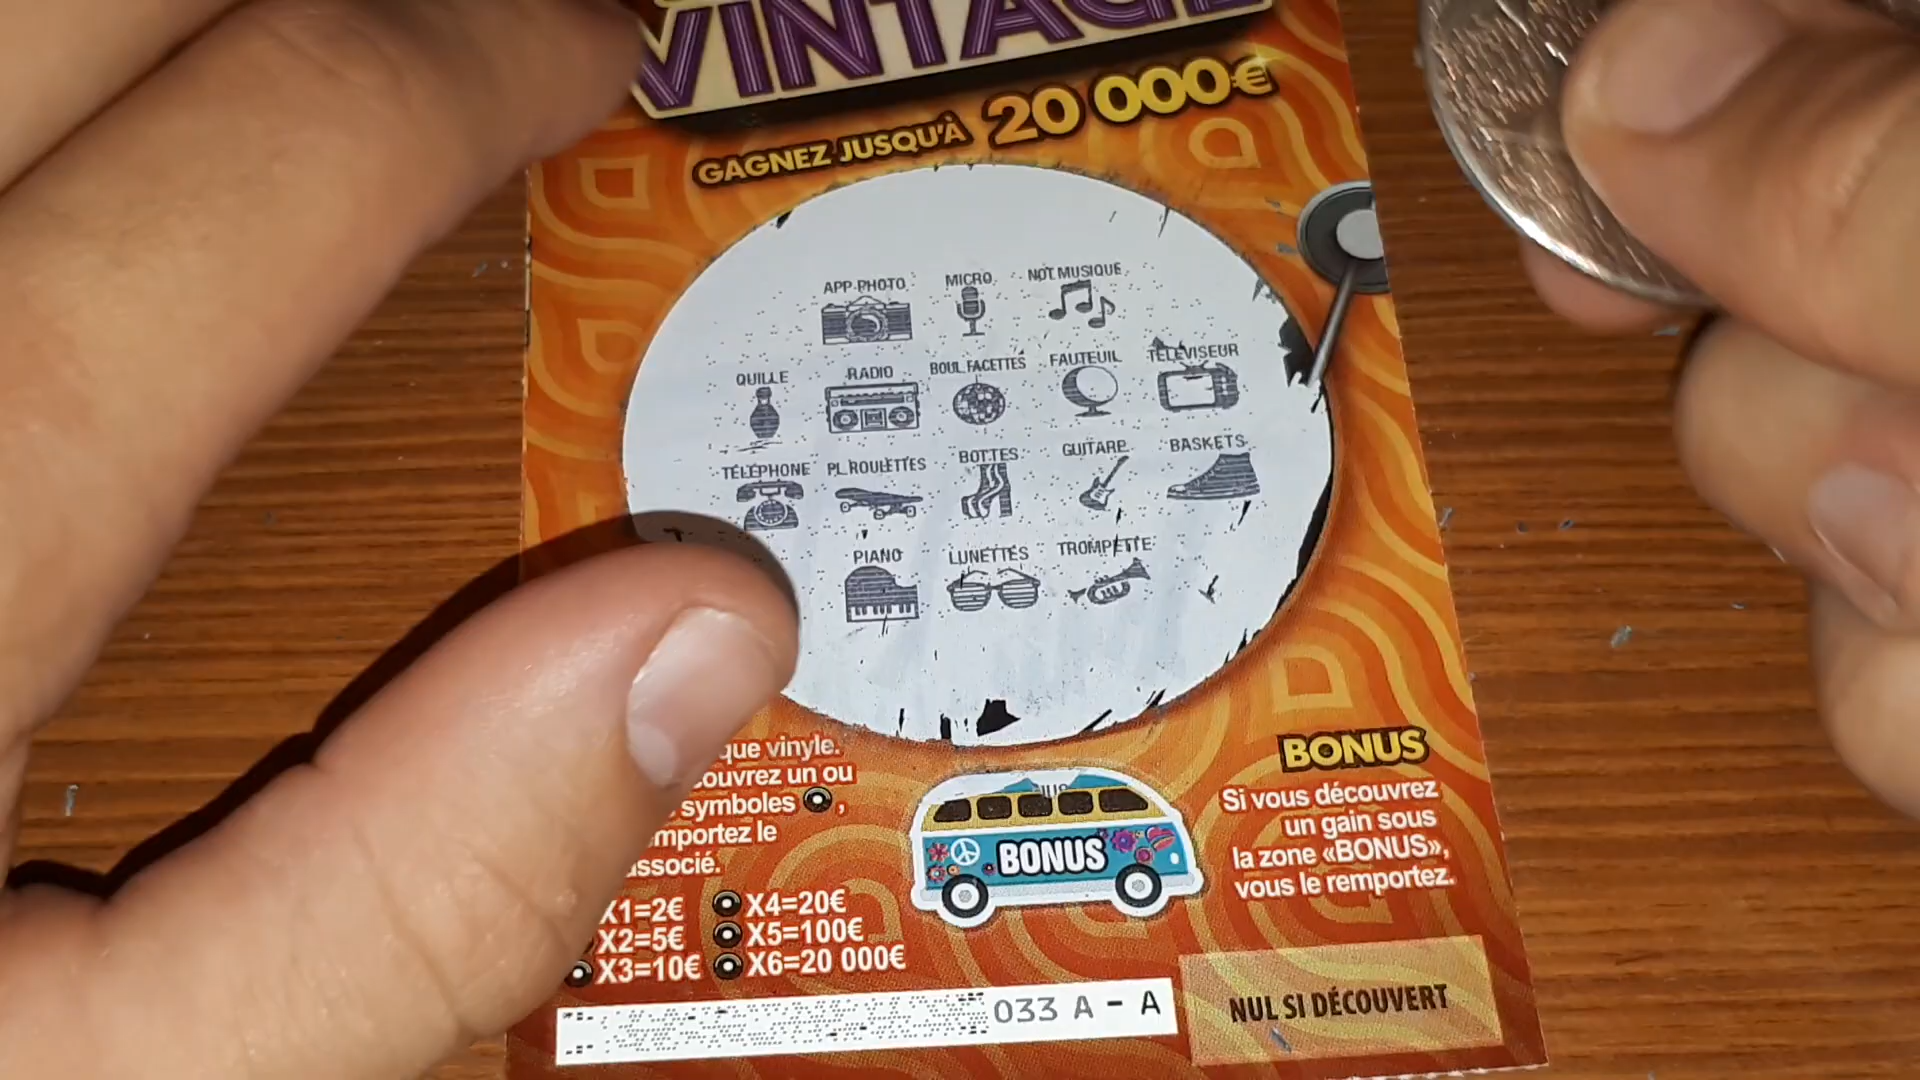 VINTAGE
GAGNEZ JUSQU'À 20 000€
APP.PHOTO MICRO NOT.MUSIQUE
QUILLE RADIO BOUL.FACETTES FAUTEUIL TÉLÉVISEUR
TÉLÉPHONE PL.ROULETTES BOTTES GUITARE BASKETS
PIANO LUNETTES TROMPETTE
que vinyle.
couvrez un ou
symboles ,
mportez le
associé.
X1=2€ X4=20€
X2=5€ X5=100€
X3=10€ X6=20 000€
BONUS
BONUS
Si vous découvrez
un gain sous
la zone «BONUS»,
vous le remportez.
033 A - A
NUL SI DÉCOUVERT